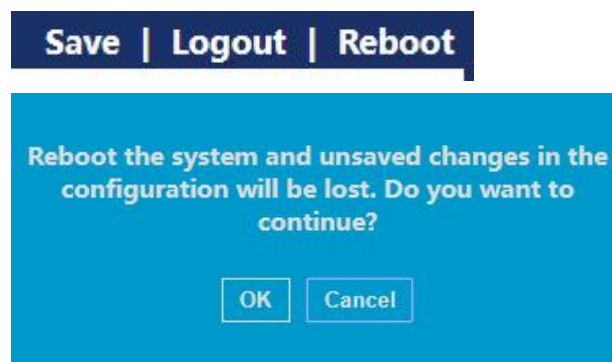 Save | Logout | Reboot
Reboot the system and unsaved changes in the
configuration will be lost. Do you want to
continue?
OK Cancel